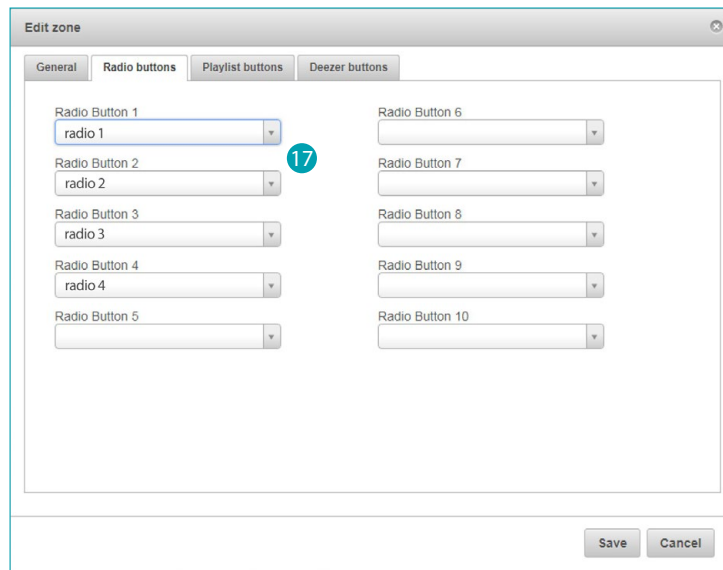 Edit zone
General Radio buttons Playlist buttons Deezer buttons
Radio Button 1
radio 1
Radio Button 2
radio 2
Radio Button 3
radio 3
Radio Button 4
radio 4
Radio Button 5
17
Radio Button 6
Radio Button 7
Radio Button 8
Radio Button 9
Radio Button 10
Save Cancel